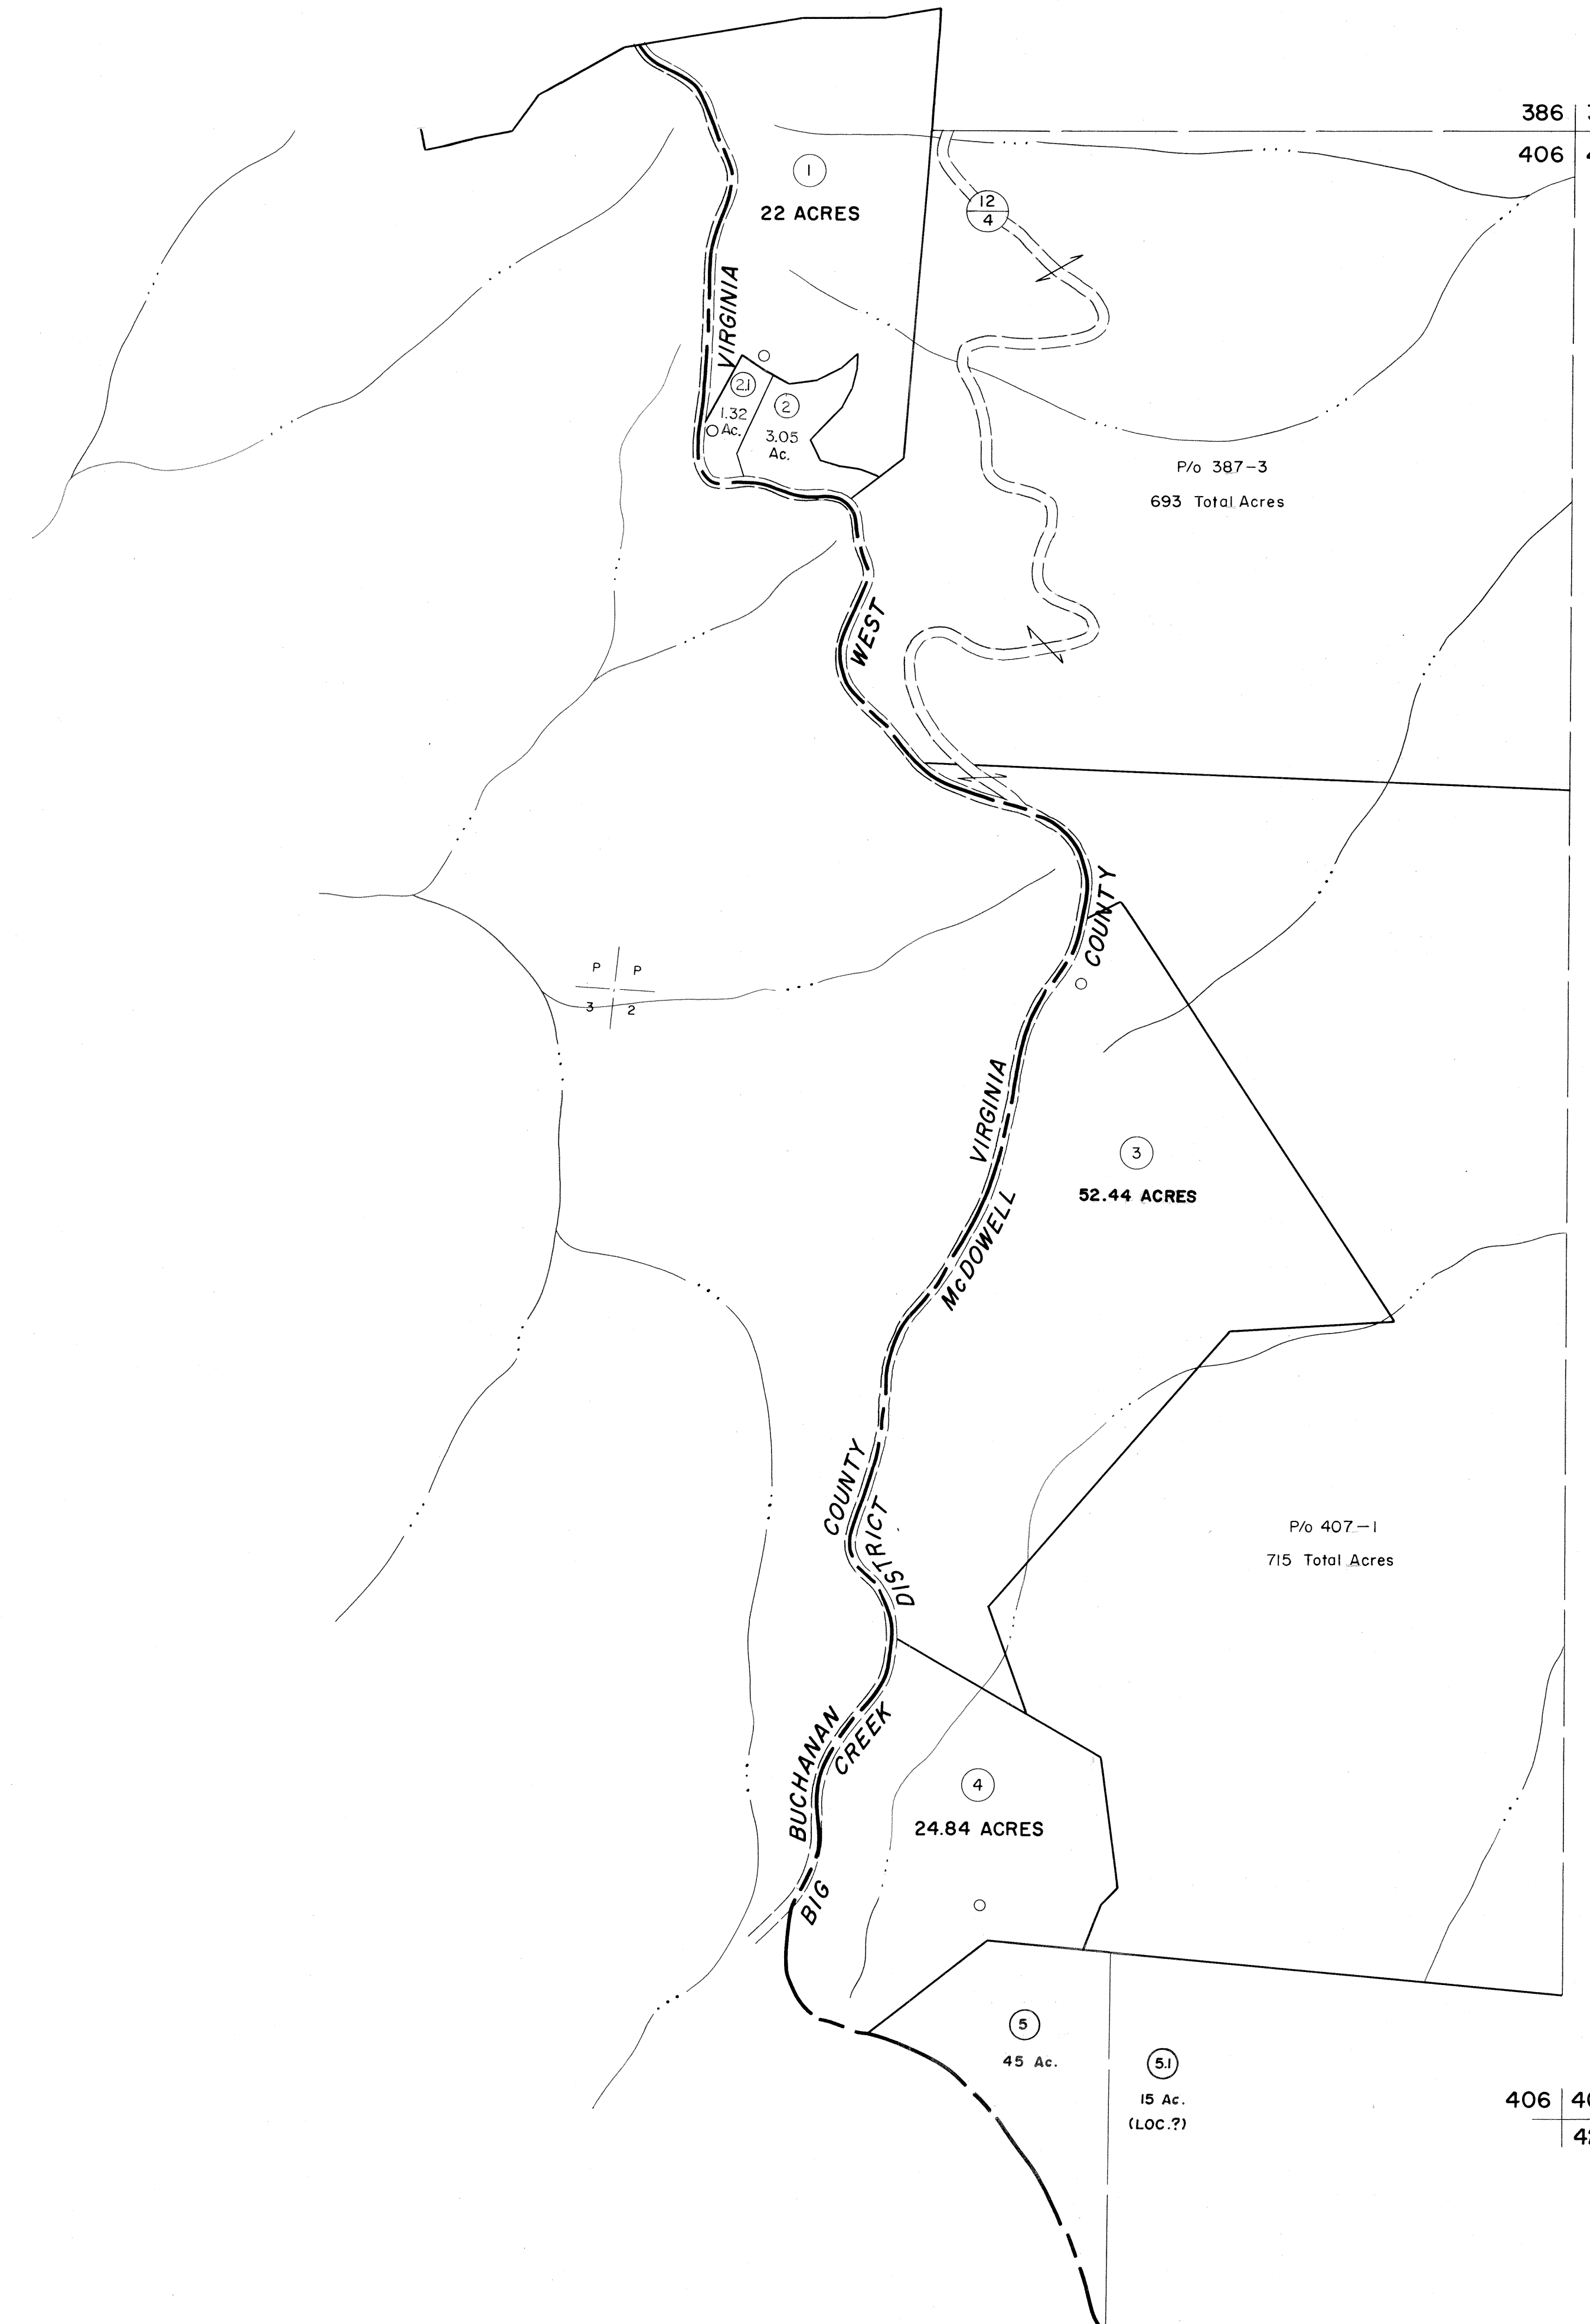 386
406
1
22 ACRES
12
4
VIRGINIA
2.1
1.32
Ac.
2
3.05
Ac.
P/o 387-3
693 Total Acres
WEST
COUNTY
P P
3 2
VIRGINIA
3
52.44 ACRES
McDOWELL
COUNTY
DISTRICT
P/o 407-1
715 Total Acres
BUCHANAN
CREEK
4
24.84 ACRES
BIG
5
45 Ac.
5.1
15 Ac.
(LOC.?)
406